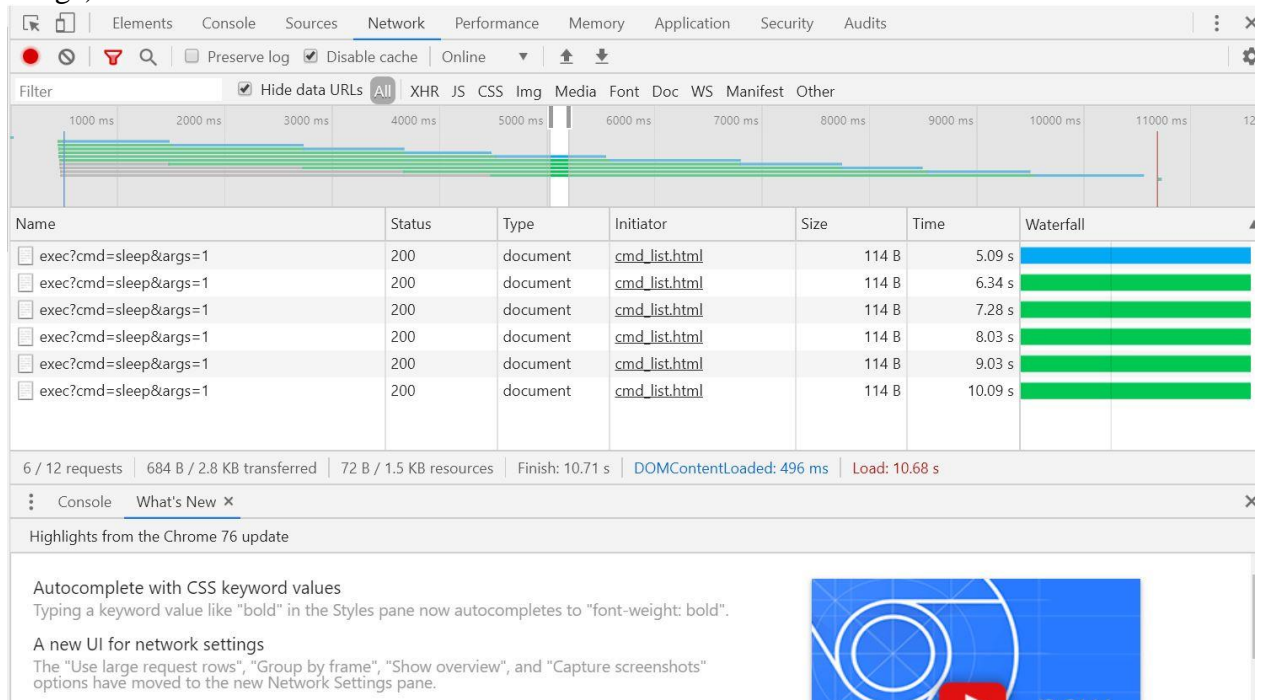 Elements Console Sources Network Performance Memory Application Security Audits
Preserve log Disable cache Online
Filter Hide data URLs All XHR JS CSS Img Media Font Doc WS Manifest Other
1000 ms 2000 ms 3000 ms 4000 ms 5000 ms 6000 ms 7000 ms 8000 ms 9000 ms 10000 ms 11000 ms 12
Name Status Type Initiator Size Time Waterfall
exec?cmd=sleep&args=1 200 document cmd_list.html 114 B 5.09 s
exec?cmd=sleep&args=1 200 document cmd_list.html 114 B 6.34 s
exec?cmd=sleep&args=1 200 document cmd_list.html 114 B 7.28 s
exec?cmd=sleep&args=1 200 document cmd_list.html 114 B 8.03 s
exec?cmd=sleep&args=1 200 document cmd_list.html 114 B 9.03 s
exec?cmd=sleep&args=1 200 document cmd_list.html 114 B 10.09 s
6 / 12 requests 684 B / 2.8 KB transferred 72 B / 1.5 KB resources Finish: 10.71 s DOMContentLoaded: 496 ms Load: 10.68 s
Console What's New
Highlights from the Chrome 76 update
Autocomplete with CSS keyword values
Typing a keyword value like "bold" in the Styles pane now autocompletes to "font-weight: bold".
A new UI for network settings
The "Use large request rows", "Group by frame", "Show overview", and "Capture screenshots"
options have moved to the new Network Settings pane.